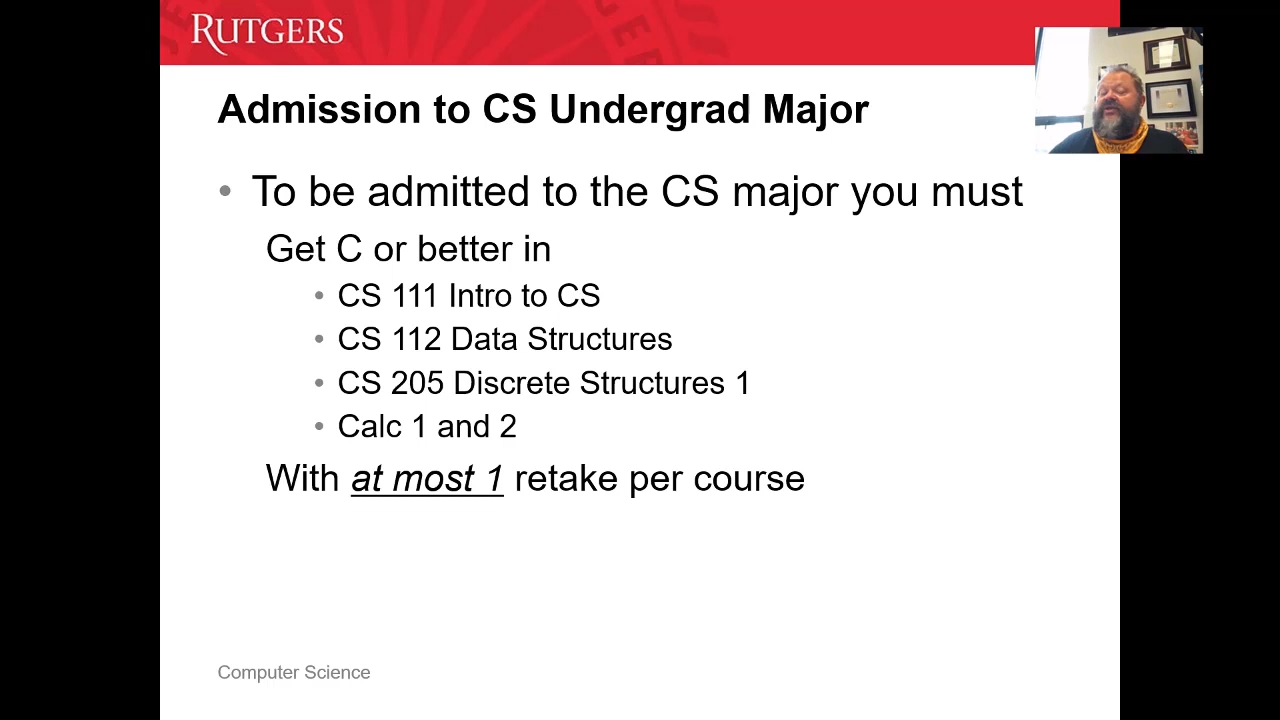 RUTGERS
Admission to CS Undergrad Major
• To be admitted to the CS major you must
Get C or better in
• CS 111 Intro to CS
• CS 112 Data Structures
• CS 205 Discrete Structures 1
• Calc 1 and 2
With at most 1 retake per course
Computer Science